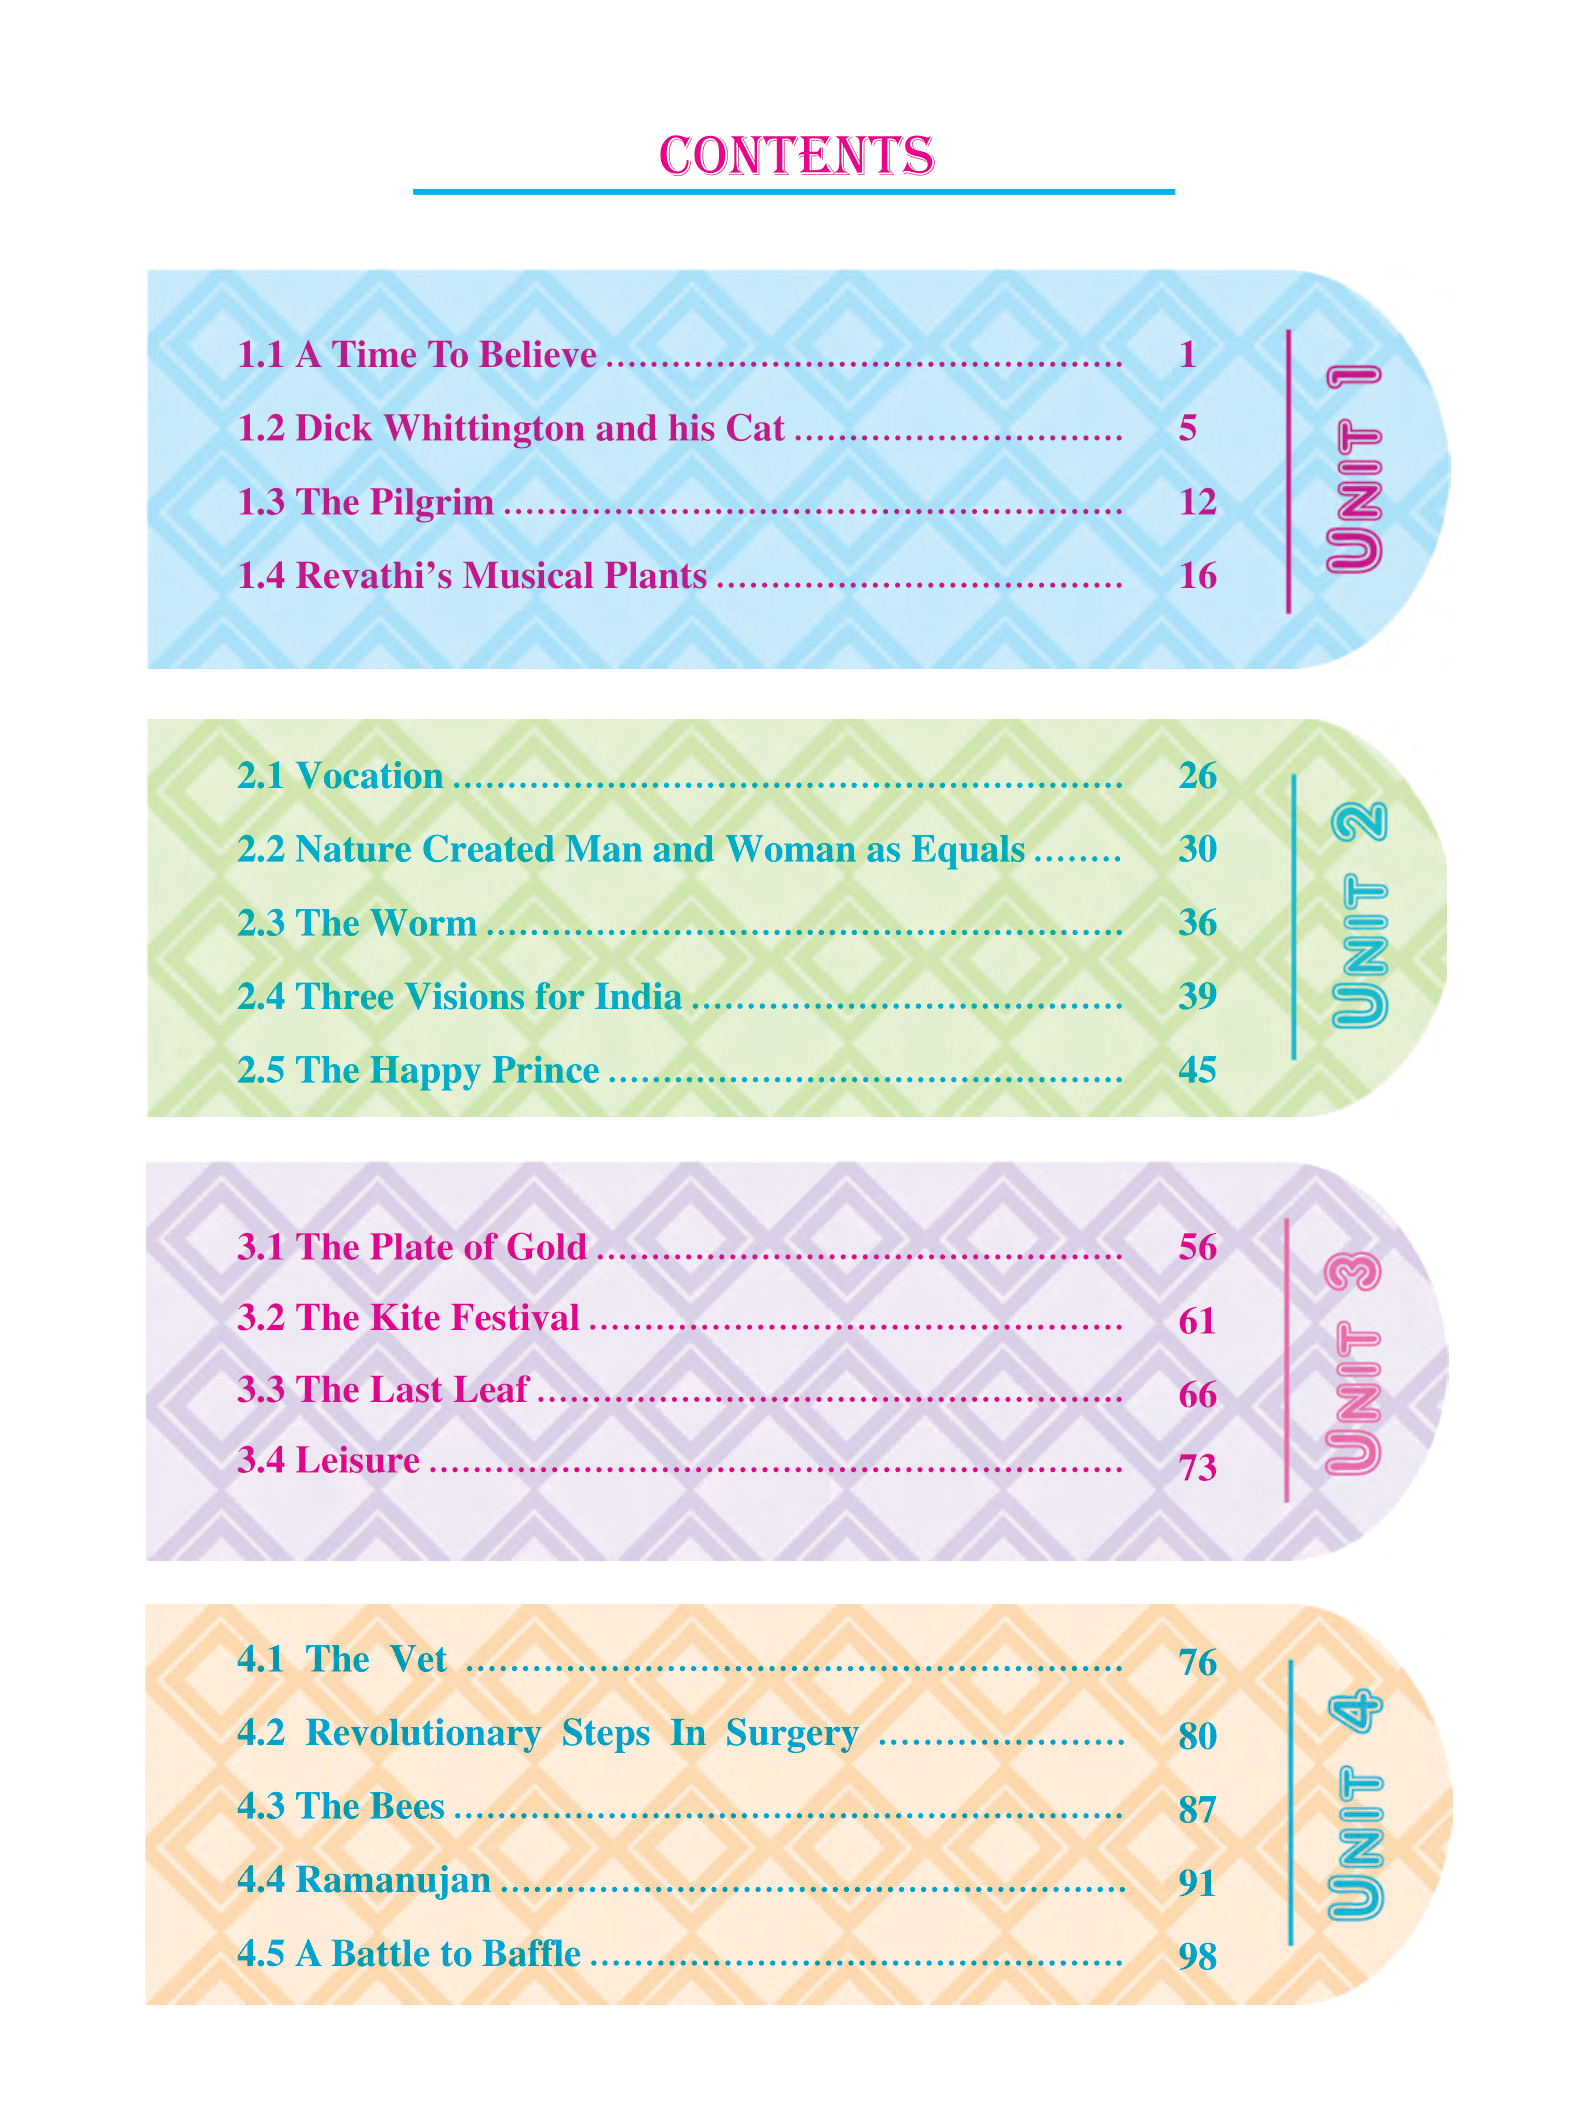 CONTENTS
1.1 A Time To Believe ............................................... 1
1.2 Dick Whittington and his Cat .............................. 5
1.3 The Pilgrim ........................................................ 12
1.4 Revathi’s Musical Plants ..................................... 16
UNIT 1
2.1 Vocation ............................................................. 26
2.2 Nature Created Man and Woman as Equals ........ 30
2.3 The Worm .......................................................... 36
2.4 Three Visions for India ....................................... 39
2.5 The Happy Prince ............................................... 45
UNIT 2
3.1 The Plate of Gold ................................................ 56
3.2 The Kite Festival ................................................. 61
3.3 The Last Leaf ..................................................... 66
3.4 Leisure ............................................................... 73
UNIT 3
4.1 The Vet ............................................................ 76
4.2 Revolutionary Steps In Surgery ...................... 80
4.3 The Bees ............................................................. 87
4.4 Ramanujan ......................................................... 91
4.5 A Battle to Baffle ................................................ 98
UNIT 4